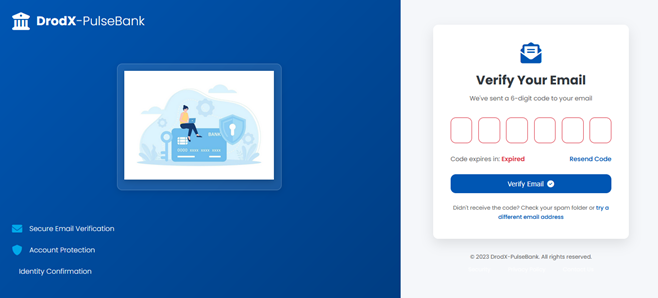 DrodX-PulseBank
BANK
Secure Email Verification
Account Protection
Identity Confirmation
Verify Your Email
We've sent a 6-digit code to your email
Code expires in: Expired
Resend Code
Verify Email
Didn't receive the code? Check your spam folder or try a
different email address
© 2023 DrodX-PulseBank. All rights reserved.